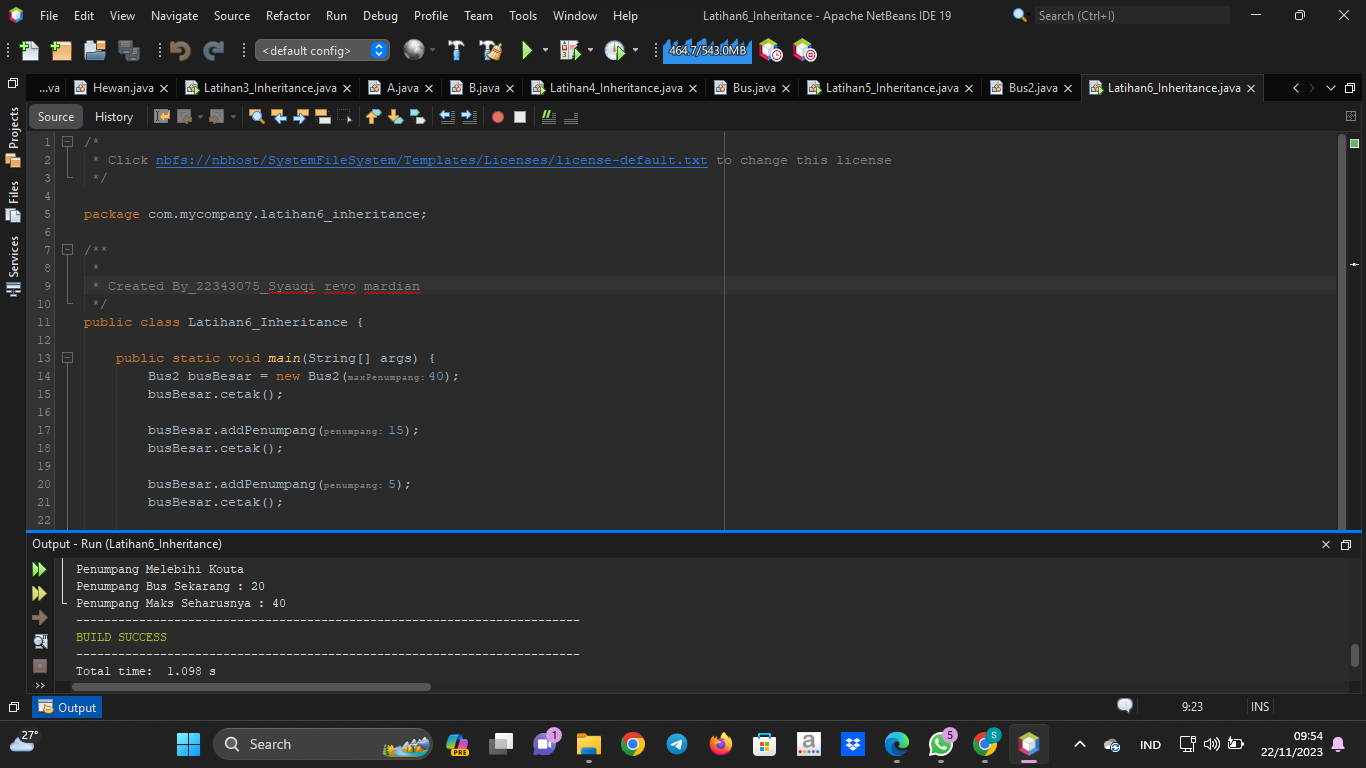 File Edit View Navigate Source Refactor Run Debug Profile Team Tools Window Help Latihan6_Inheritance - Apache NetBeans IDE 19 Search (Ctrl+I)
<default config> 464.7/543.0MB
...va Hewan.java Latihan3_Inheritance.java A.java B.java Latihan4_Inheritance.java Bus.java Latihan5_Inheritance.java Bus2.java Latihan6_Inheritance.java
Projects
Files
Services
Source History
1 /*
2 * Click nbfs://nbhost/SystemFileSystem/Templates/Licenses/license-default.txt to change this license
3 */
4
5 package com.mycompany.latihan6_inheritance;
6
7 /**
8 *
9 * Created By_22343075_Syauqi revo mardian
10 */
11 public class Latihan6_Inheritance {
12
13 public static void main(String[] args) {
14 Bus2 busBesar = new Bus2(maxPenumpang: 40);
15 busBesar.cetak();
16
17 busBesar.addPenumpang(penumpang: 15);
18 busBesar.cetak();
19
20 busBesar.addPenumpang(penumpang: 5);
21 busBesar.cetak();
22
Output - Run (Latihan6_Inheritance)
Penumpang Melebihi Kouta
Penumpang Bus Sekarang : 20
Penumpang Maks Seharusnya : 40
------------------------------------------------------------------------
BUILD SUCCESS
------------------------------------------------------------------------
Total time: 1.098 s
Output 9:23 INS
27° Search PRE 1 a 5 S IND 09:54
22/11/2023